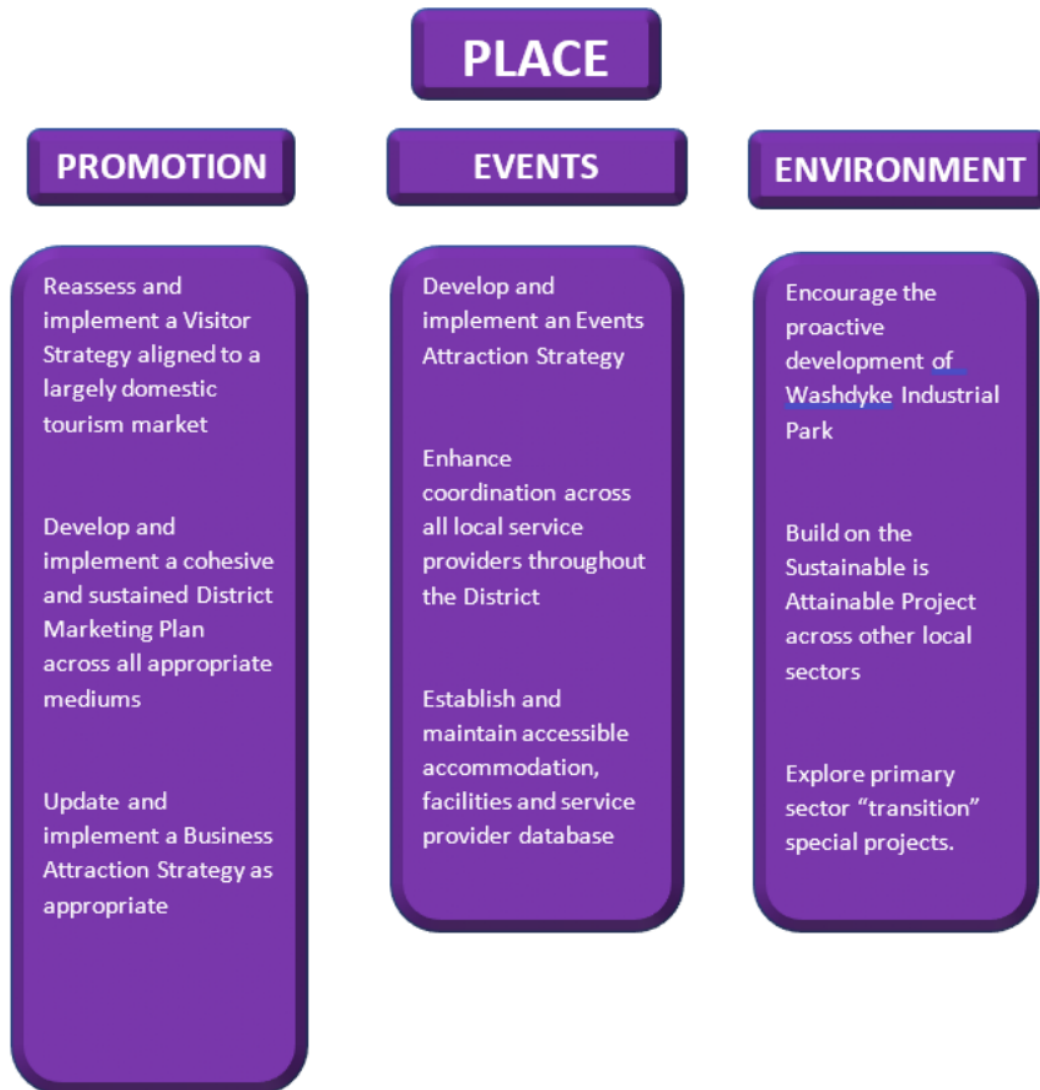 PLACE
PROMOTION
Reassess and
implement a Visitor
Strategy aligned to a
largely domestic
tourism market
Develop and
implement a cohesive
and sustained District
Marketing Plan
across all appropriate
mediums
Update and
implement a Business
Attraction Strategy as
appropriate
EVENTS
Develop and
implement an Events
Attraction Strategy
Enhance
coordination across
all local service
providers throughout
the District
Establish and
maintain accessible
accommodation,
facilities and service
provider database
ENVIRONMENT
Encourage the
proactive
development of
Washdyke Industrial
Park
Build on the
Sustainable is
Attainable Project
across other local
sectors
Explore primary
sector “transition”
special projects.